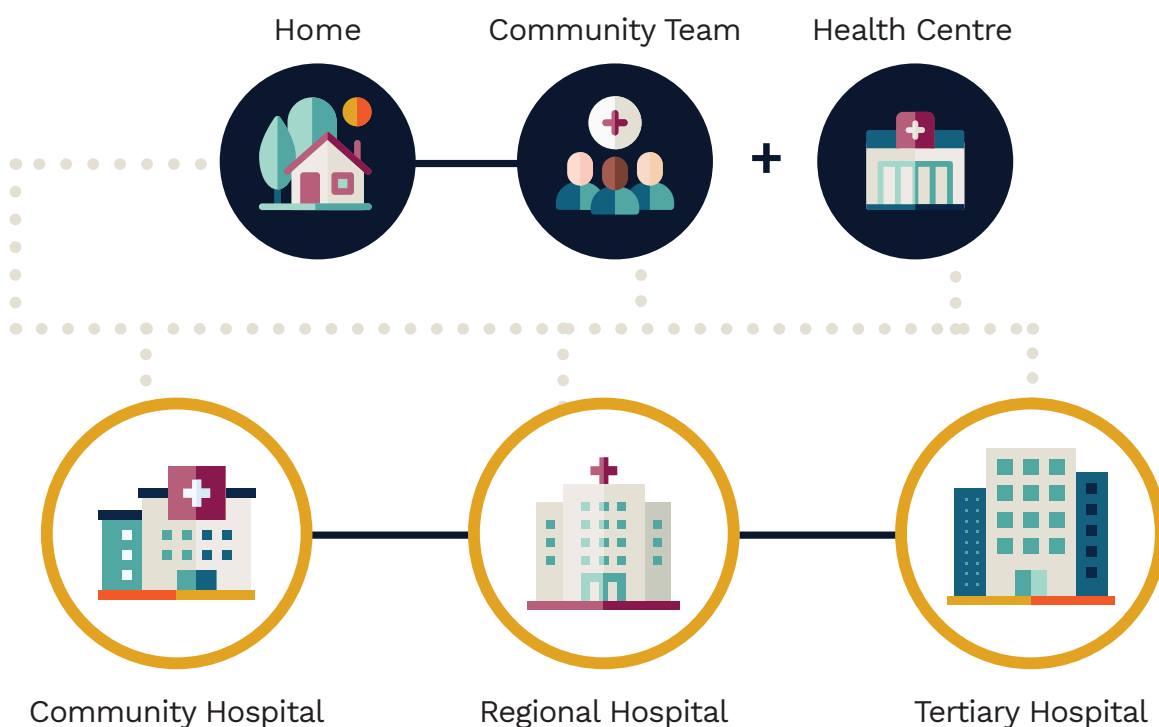 Home
Community Team
Health Centre
+
Community Hospital
Regional Hospital
Tertiary Hospital